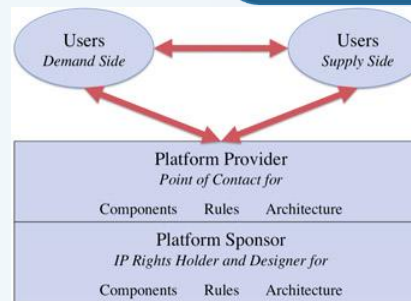 Users
Demand Side
Users
Supply Side
Platform Provider
Point of Contact for
Components Rules Architecture
Platform Sponsor
IP Rights Holder and Designer for
Components Rules Architecture